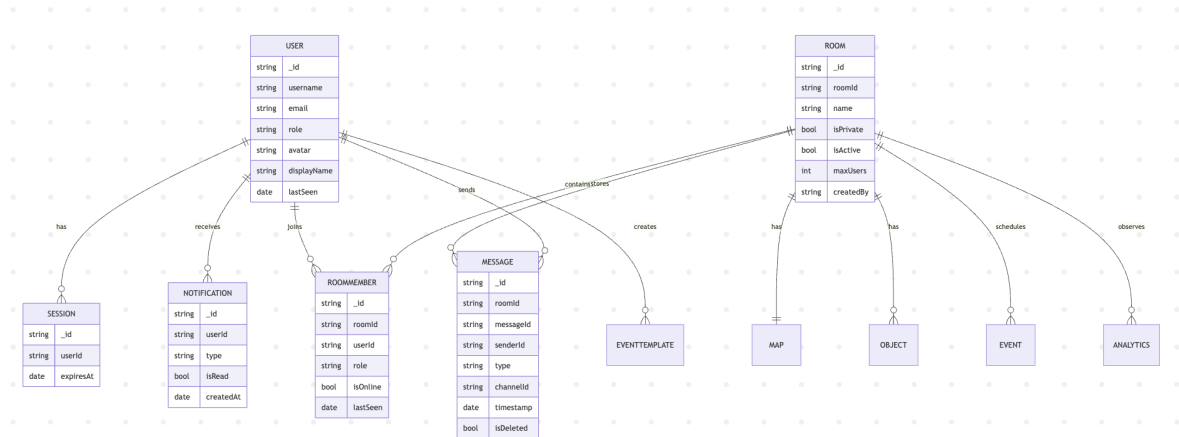 USER
string _id
string username
string email
string role
string avatar
string displayName
date lastSeen
ROOM
string _id
string roomId
string name
bool isPrivate
bool isActive
int maxUsers
string createdBy
has
receives
joins
contains
stores
sends
creates
has
has
schedules
observes
SESSION
string _id
string userId
date expiresAt
NOTIFICATION
string _id
string userId
string type
bool isRead
date createdAt
ROOMMEMBER
string _id
string roomId
string userId
string role
bool isOnline
date lastSeen
MESSAGE
string _id
string roomId
string messageId
string senderId
string type
string channelId
date timestamp
bool isDeleted
EVENTTEMPLATE
MAP
OBJECT
EVENT
ANALYTICS